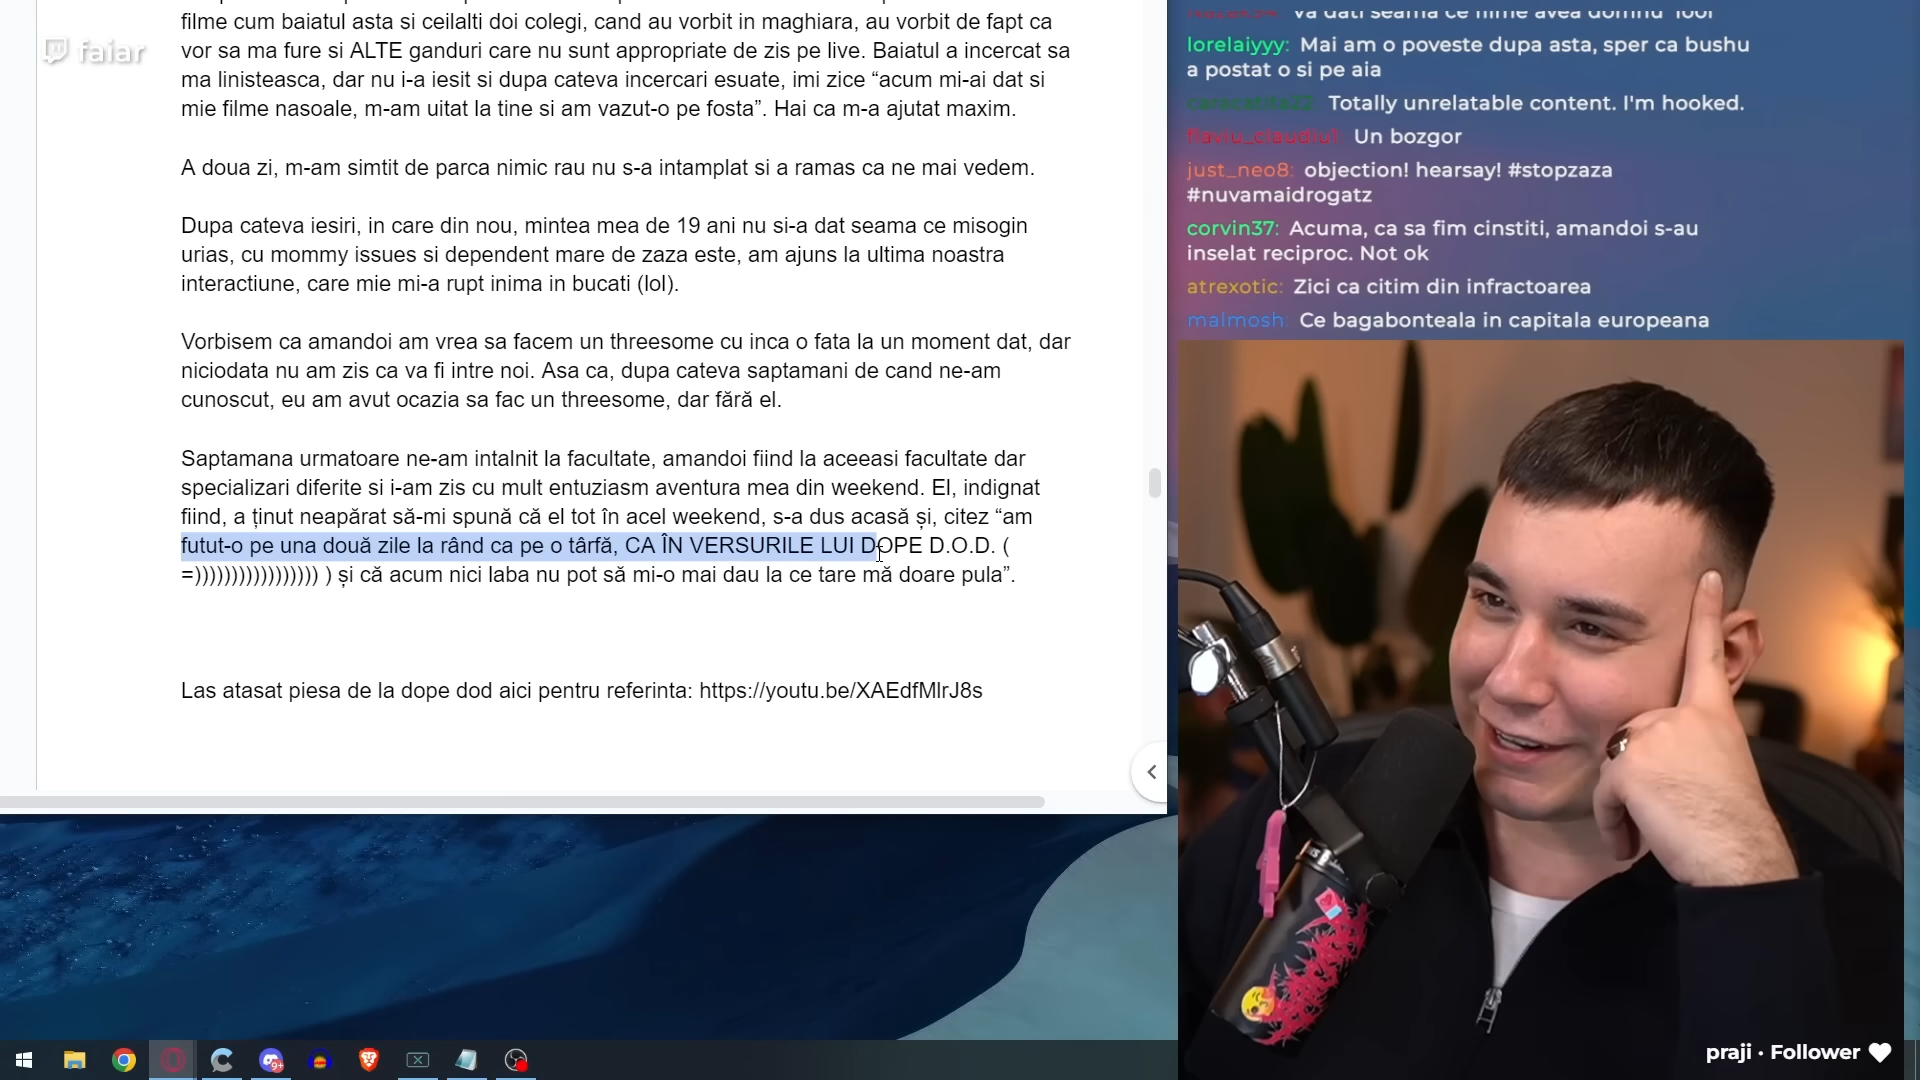 filme cum baiatul asta si ceilalti doi colegi, cand au vorbit in maghiara, au vorbit de fapt ca
vor sa ma fure si ALTE ganduri care nu sunt appropriate de zis pe live. Baiatul a incercat sa
ma linisteasca, dar nu i-a iesit si dupa cateva incercari esuate, imi zice “acum mi-ai dat si
mie filme nasoale, m-am uitat la tine si am vazut-o pe fosta”. Hai ca m-a ajutat maxim.
A doua zi, m-am simtit de parca nimic rau nu s-a intamplat si a ramas ca ne mai vedem.
Dupa cateva iesiri, in care din nou, mintea mea de 19 ani nu si-a dat seama ce misogin
urias, cu mommy issues si dependent mare de zaza este, am ajuns la ultima noastra
interactiune, care mie mi-a rupt inima in bucati (lol).
Vorbisem ca amandoi am vrea sa facem un threesome cu inca o fata la un moment dat, dar
niciodata nu am zis ca va fi intre noi. Asa ca, dupa cateva saptamani de cand ne-am
cunoscut, eu am avut ocazia sa fac un threesome, dar fără el.
Saptamana urmatoare ne-am intalnit la facultate, amandoi fiind la aceeasi facultate dar
specializari diferite si i-am zis cu mult entuziasm aventura mea din weekend. El, indignat
fiind, a ținut neapărat să-mi spună că el tot în acel weekend, s-a dus acasă și, citez “am
futut-o pe una două zile la rând ca pe o târfă, CA ÎN VERSURILE LUI DOPE D.O.D. (
=))))))))))))))))) ) și că acum nici laba nu pot să mi-o mai dau la ce tare mă doare pula”.
Las atasat piesa de la dope dod aici pentru referinta: https://youtu.be/XAEdfMlrJ8s
faiar
Va dati seama ce filme avea domnu
lorelaiyyy: Mai am o poveste dupa asta, sper ca bushu
a postat o si pe aia
Totally unrelatable content. I'm hooked.
flaviu_claudiu1: Un bozgor
just_neo8: objection! hearsay! #stopzaza
#nuvamaidrogatz
corvin37: Acuma, ca sa fim cinstiti, amandoi s-au
inselat reciproc. Not ok
atrexotic: Zici ca citim din infractoarea
malmosh: Ce bagabonteala in capitala europeana
9+
praji • Follower